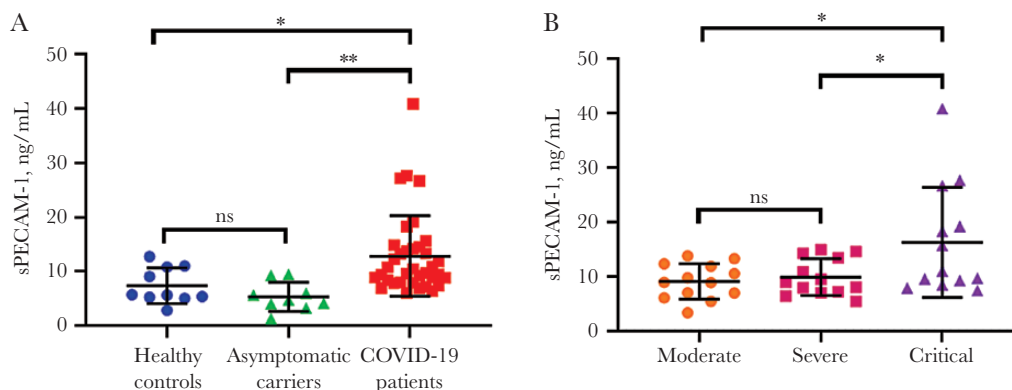 A
*
**
ns
sPECAM-1, ng/mL
50
40
30
20
10
0
Healthy
controls
Asymptomatic
carriers
COVID-19
patients
B
*
*
ns
sPECAM-1, ng/mL
50
40
30
20
10
0
Moderate
Severe
Critical